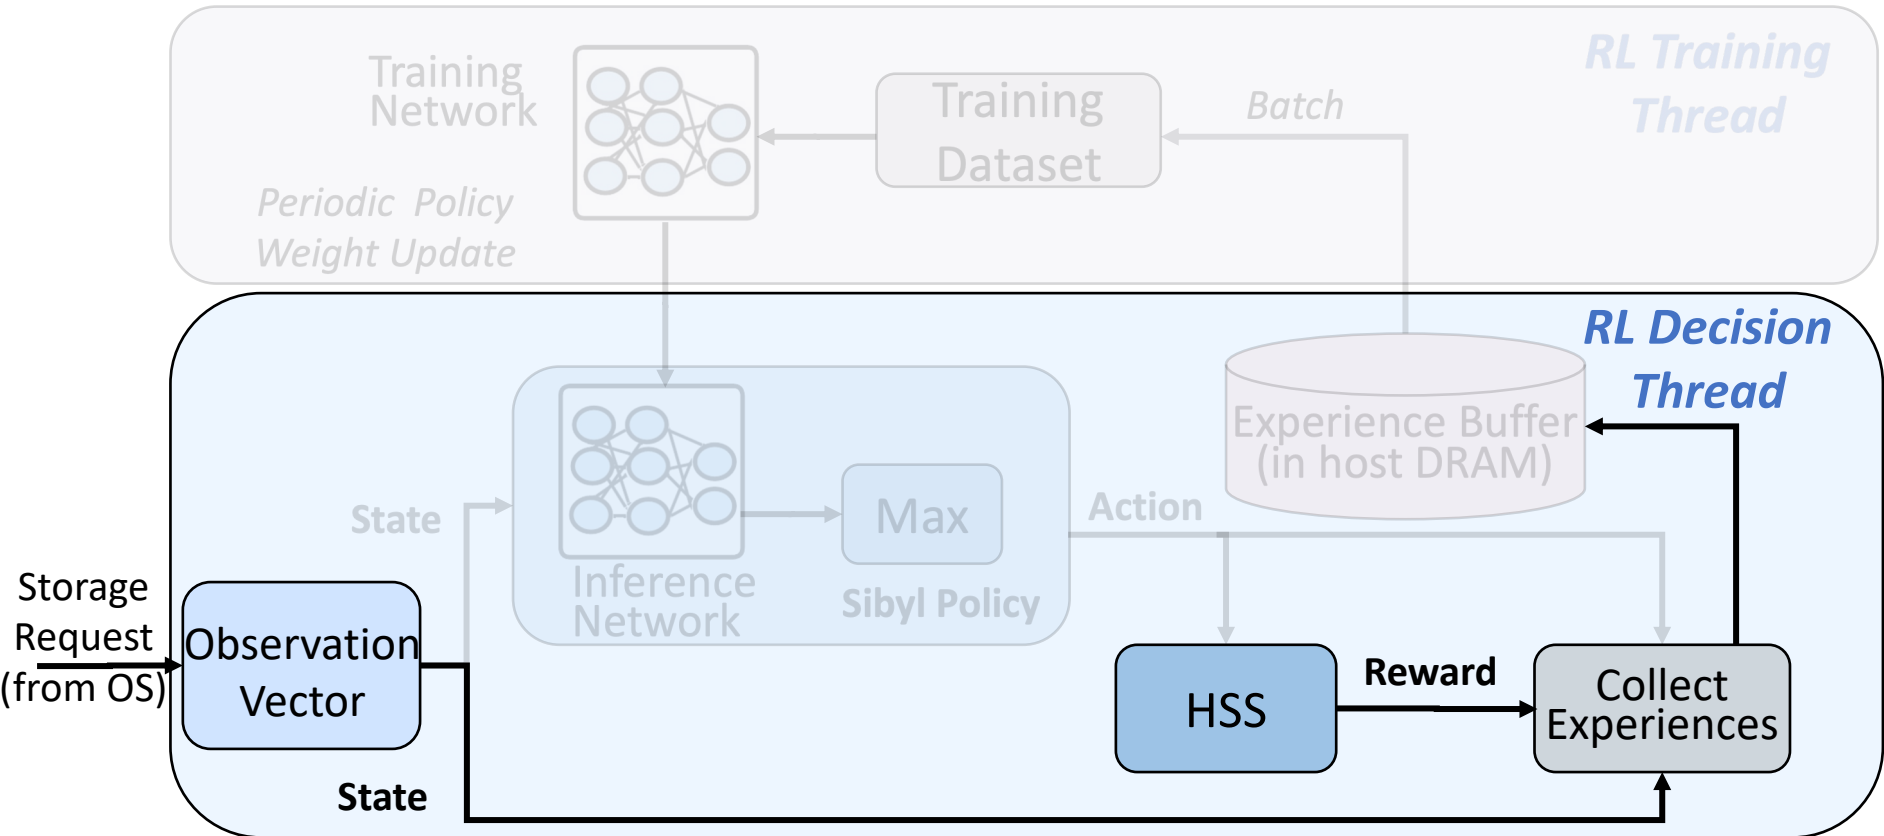 RL Training
Thread
Training
Network
Training
Dataset
Batch
Periodic Policy
Weight Update
RL Decision
Thread
Experience Buffer
(in host DRAM)
State
Max
Action
Inference
Network
Sibyl Policy
Storage
Request
(from OS)
Observation
Vector
HSS
Reward
Collect
Experiences
State